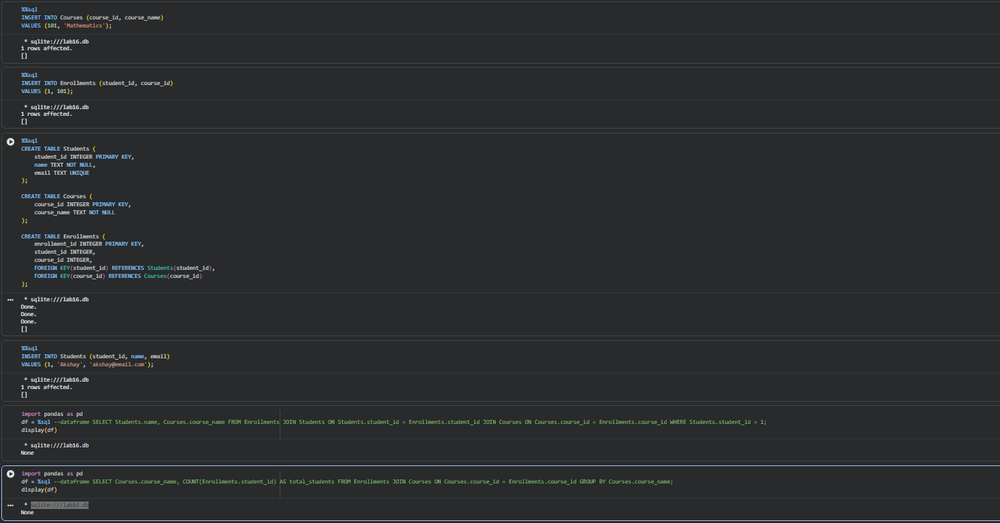 %%sql
INSERT INTO Courses (course_id, course_name)
VALUES (101, 'Mathematics');
* sqlite:///lab16.db
1 rows affected.
[]
%%sql
INSERT INTO Enrollments (student_id, course_id)
VALUES (1, 101);
* sqlite:///lab16.db
1 rows affected.
[]
%%sql
CREATE TABLE Students (
    student_id INTEGER PRIMARY KEY,
    name TEXT NOT NULL,
    email TEXT UNIQUE
);
CREATE TABLE Courses (
    course_id INTEGER PRIMARY KEY,
    course_name TEXT NOT NULL
);
CREATE TABLE Enrollments (
    enrollment_id INTEGER PRIMARY KEY,
    student_id INTEGER,
    course_id INTEGER,
    FOREIGN KEY(student_id) REFERENCES Students(student_id),
    FOREIGN KEY(course_id) REFERENCES Courses(course_id)
);
* sqlite:///lab16.db
Done.
Done.
Done.
[]
%%sql
INSERT INTO Students (student_id, name, email)
VALUES (1, 'Akshay', 'akshay@email.com');
* sqlite:///lab16.db
1 rows affected.
[]
import pandas as pd
df = %sql --dataframe SELECT Students.name, Courses.course_name FROM Enrollments JOIN Students ON Students.student_id = Enrollments.student_id JOIN Courses ON Courses.course_id = Enrollments.course_id WHERE Students.student_id = 1;
display(df)
* sqlite:///lab16.db
None
import pandas as pd
df = %sql --dataframe SELECT Courses.course_name, COUNT(Enrollments.student_id) AS total_students FROM Enrollments JOIN Courses ON Courses.course_id = Enrollments.course_id GROUP BY Courses.course_name;
display(df)
* sqlite:///lab16.db
None